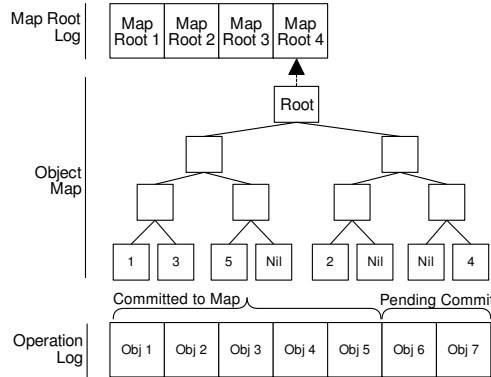 Map Root
Log
Map
Root 1
Map
Root 2
Map
Root 3
Map
Root 4
Root
Object
Map
1
3
5
Nil
2
Nil
Nil
4
Committed to Map
Pending Commit
Operation
Log
Obj 1
Obj 2
Obj 3
Obj 4
Obj 5
Obj 6
Obj 7